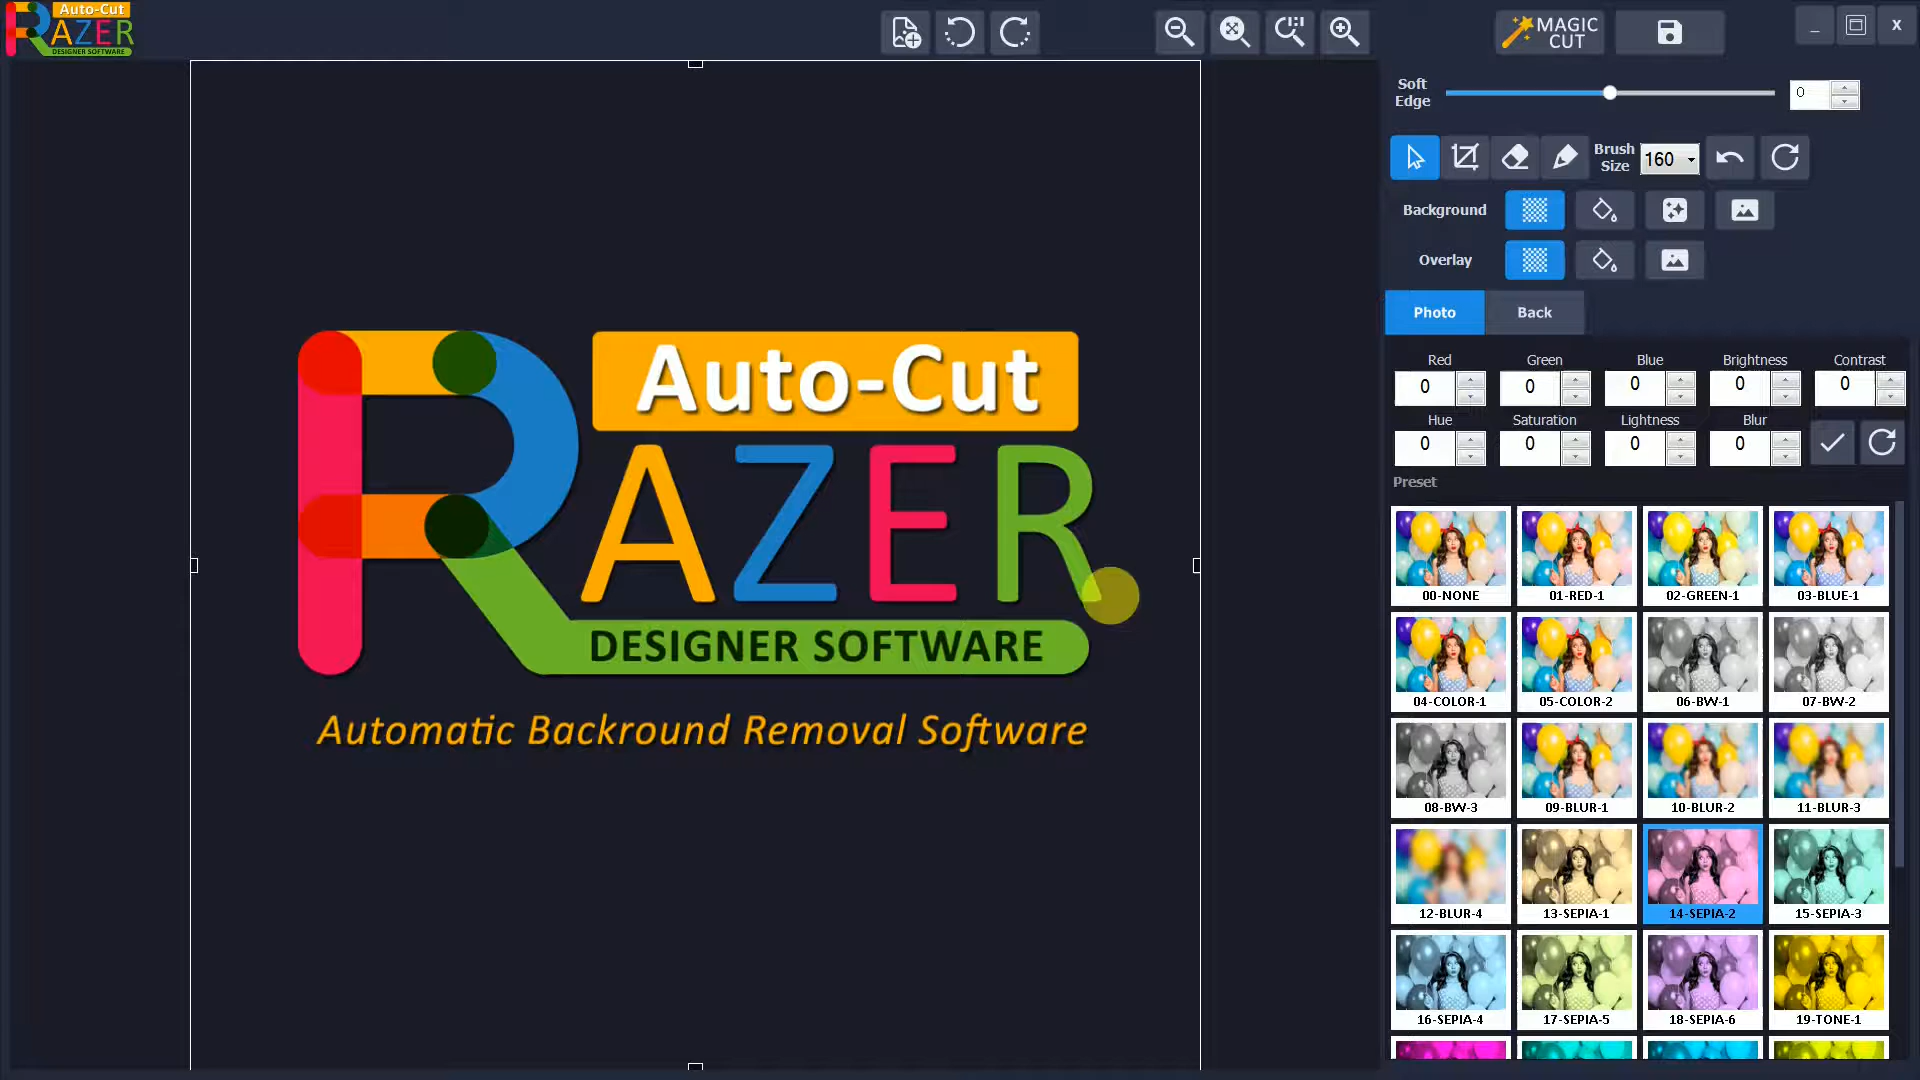 Auto-Cut
RAZER
DESIGNER SOFTWARE
MAGIC
CUT
_
x
Soft
Edge
0
Brush
Size
160
Background
Overlay
Photo
Back
Red
Green
Blue
Brightness
Contrast
0
0
0
0
0
Hue
Saturation
Lightness
Blur
0
0
0
0
Preset
00-NONE
01-RED-1
02-GREEN-1
03-BLUE-1
04-COLOR-1
05-COLOR-2
06-BW-1
07-BW-2
08-BW-3
09-BLUR-1
10-BLUR-2
11-BLUR-3
12-BLUR-4
13-SEPIA-1
14-SEPIA-2
15-SEPIA-3
16-SEPIA-4
17-SEPIA-5
18-SEPIA-6
19-TONE-1
Auto-Cut
RAZER
DESIGNER SOFTWARE
Automatic Backround Removal Software